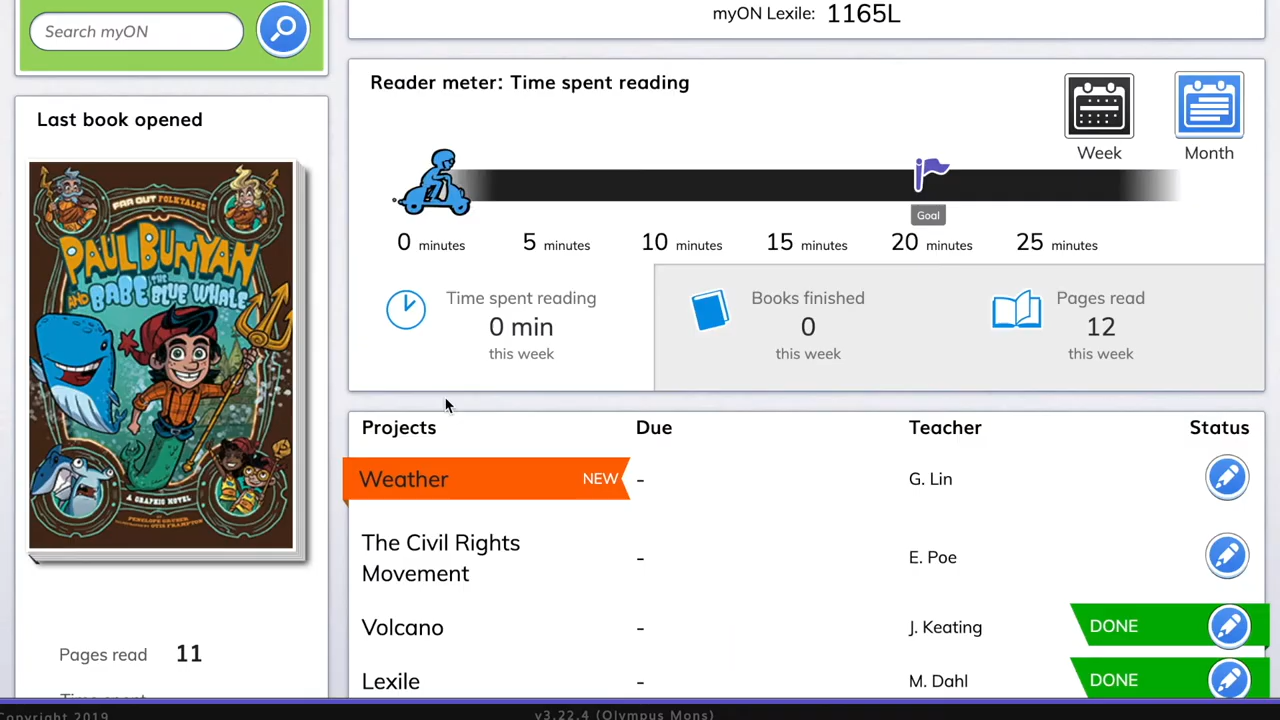 Search myON
Last book opened
FAR OUT FOLKTALES
PAUL BUNYAN
AND BABE THE BLUE WHALE
A GRAPHIC NOVEL
Pages read 11
myON Lexile: 1165L
Reader meter: Time spent reading
Week
Month
Goal
0 minutes 5 minutes 10 minutes 15 minutes 20 minutes 25 minutes
Time spent reading
0 min
this week
Books finished
0
this week
Pages read
12
this week
Projects Due Teacher Status
Weather NEW - G. Lin
The Civil Rights
Movement - E. Poe
Volcano - J. Keating DONE
Lexile M. Dahl DONE
Copyright 2019 v3.22.4 (Olympus Mons)